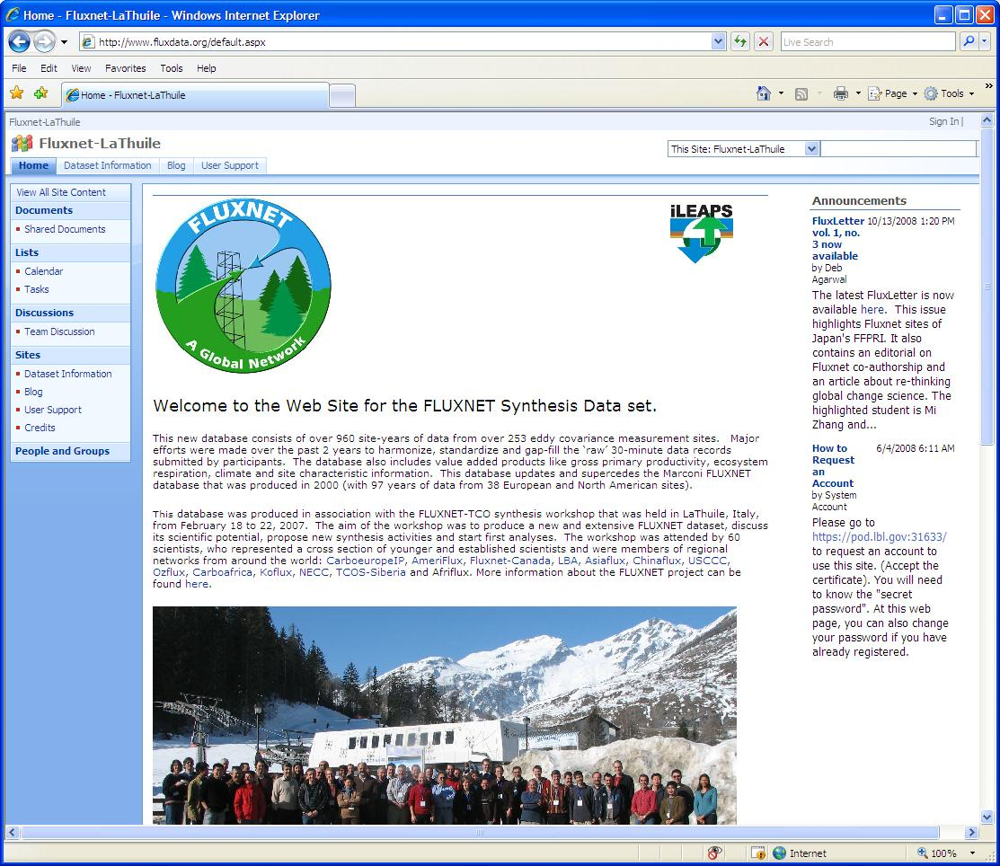 Home - Fluxnet-LaThuile - Windows Internet Explorer
http://www.fluxdata.org/default.aspx
Live Search
File Edit View Favorites Tools Help
Home - Fluxnet-LaThuile
Page Tools »
Fluxnet-LaThuile
Sign In |
Fluxnet-LaThuile
This Site: Fluxnet-LaThuile
Home Dataset Information Blog User Support
View All Site Content
Documents
Shared Documents
Lists
Calendar
Tasks
Discussions
Team Discussion
Sites
Dataset Information
Blog
User Support
Credits
People and Groups
FLUXNET
A Global Network
iLEAPS
Welcome to the Web Site for the FLUXNET Synthesis Data set.
This new database consists of over 960 site-years of data from over 253 eddy covariance measurement sites. Major
efforts were made over the past 2 years to harmonize, standardize and gap-fill the ‘raw’ 30-minute data records
submitted by participants. The database also includes value added products like gross primary productivity, ecosystem
respiration, climate and site characteristic information. This database updates and supercedes the Marconi FLUXNET
database that was produced in 2000 (with 97 years of data from 38 European and North American sites).
This database was produced in association with the FLUXNET-TCO synthesis workshop that was held in LaThuile, Italy,
from February 18 to 22, 2007. The aim of the workshop was to produce a new and extensive FLUXNET dataset, discuss
its scientific potential, propose new synthesis activities and start first analyses. The workshop was attended by 60
scientists, who represented a cross section of younger and established scientists and were members of regional
networks from around the world: CarboeuropeIP, AmeriFlux, Fluxnet-Canada, LBA, Asiaflux, Chinaflux, USCCC,
Ozflux, Carboafrica, Koflux, NECC, TCOS-Siberia and Afriflux. More information about the FLUXNET project can be
found here.
Announcements
FluxLetter 10/13/2008 1:20 PM
vol. 1, no.
3 now
available
by Deb
Agarwal
The latest FluxLetter is now
available here. This issue
highlights Fluxnet sites of
Japan's FFPRI. It also
contains an editorial on
Fluxnet co-authorship and
an article about re-thinking
global change science. The
highlighted student is Mi
Zhang and...
How to 6/4/2008 6:11 AM
Request
an
Account
by System
Account
Please go to
https://pod.lbl.gov:31633/
to request an account to
use this site. (Accept the
certificate). You will need
to know the "secret
password". At this web
page, you can also change
your password if you have
already registered.
Internet
100%